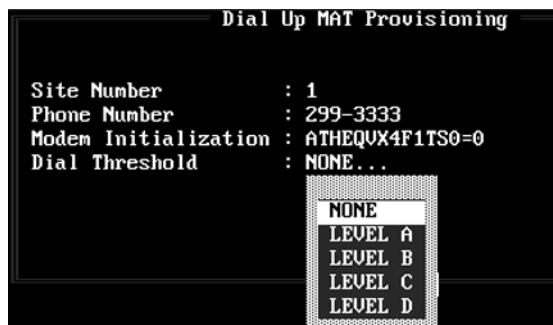 Dial Up MAT Provisioning
Site Number : 1
Phone Number : 299-3333
Modem Initialization : ATHEQVX4F1TS0=0
Dial Threshold : NONE...
NONE
LEVEL A
LEVEL B
LEVEL C
LEVEL D